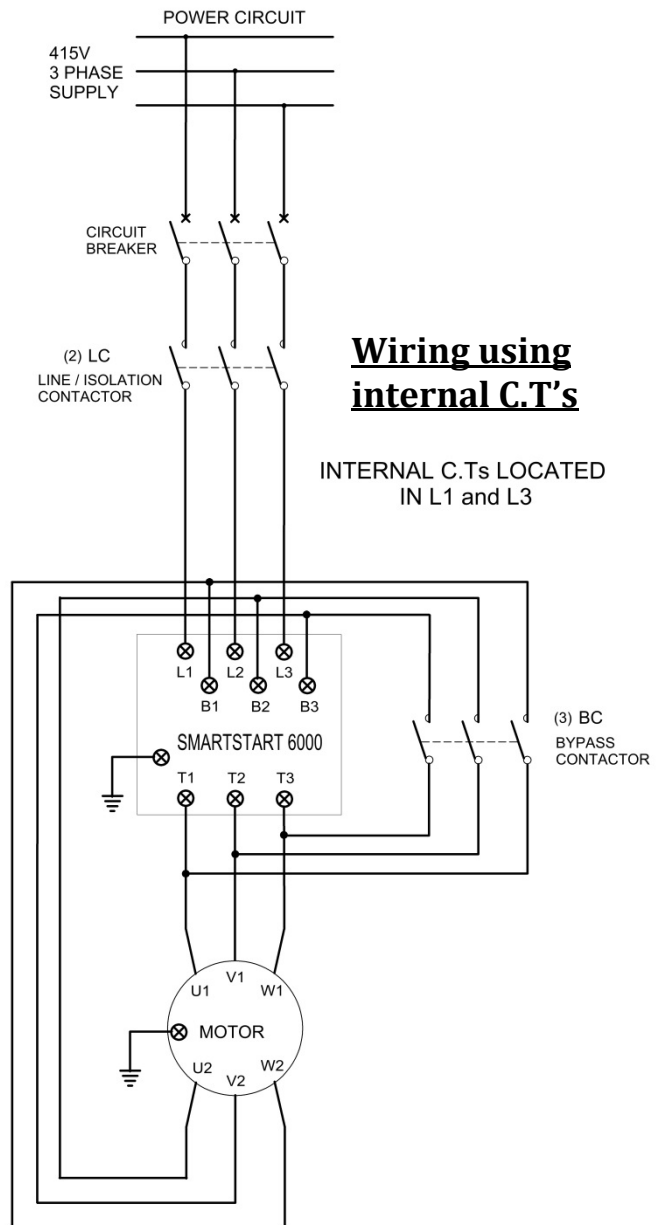 POWER CIRCUIT
415V
3 PHASE
SUPPLY
CIRCUIT
BREAKER
(2) LC
LINE / ISOLATION
CONTACTOR
Wiring using
internal C.T’s
INTERNAL C.Ts LOCATED
IN L1 and L3
L1 L2 L3
B1 B2 B3
SMARTSTART 6000
T1 T2 T3
(3) BC
BYPASS
CONTACTOR
U1 V1 W1
MOTOR
U2 V2 W2